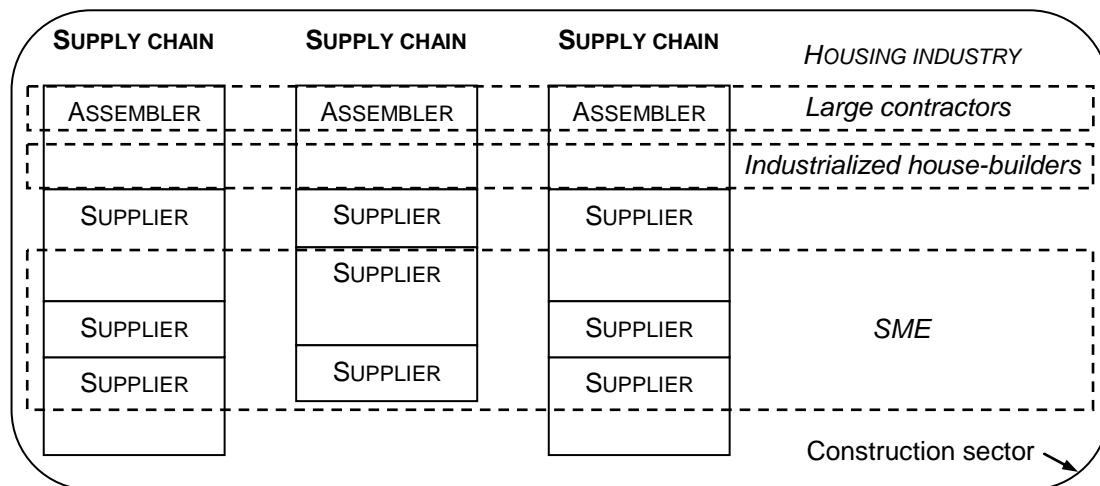 SUPPLY CHAIN SUPPLY CHAIN SUPPLY CHAIN
HOUSING INDUSTRY
ASSEMBLER ASSEMBLER ASSEMBLER Large contractors
Industrialized house-builders
SUPPLIER SUPPLIER SUPPLIER
SUPPLIER
SUPPLIER SUPPLIER SME
SUPPLIER SUPPLIER SUPPLIER
Construction sector